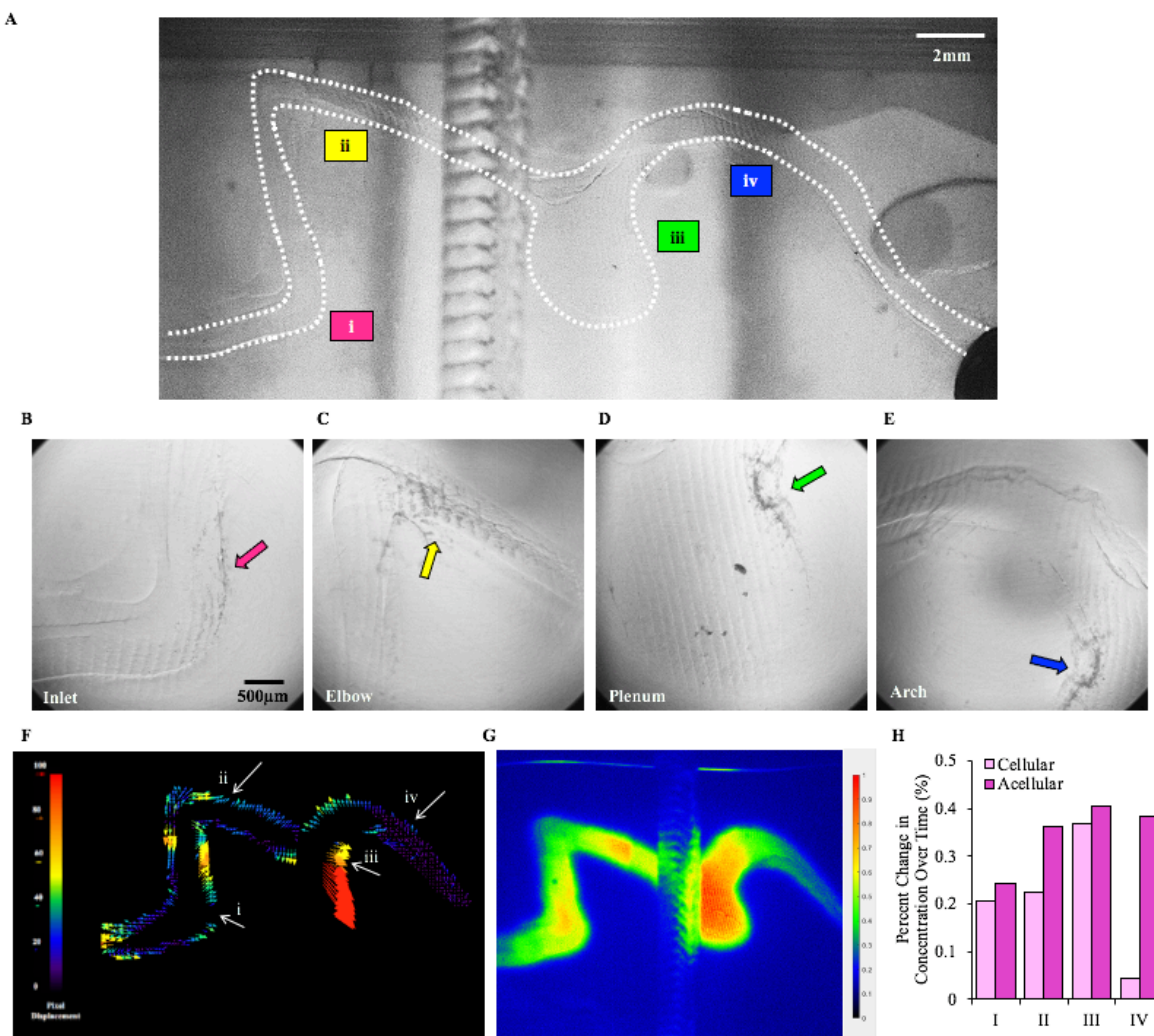 A
2mm
ii
iv
iii
i
B
C
D
E
Inlet
500µm
Elbow
Plenum
Arch
F
G
H
100
80
60
40
20
0
Pixel
Displacement
ii
iv
iii
i
1
0.9
0.8
0.7
0.6
0.5
0.4
0.3
0.2
0.1
0
Percent Change in
Concentration Over Time (%)
0.5
0.4
0.3
0.2
0.1
0
Cellular
Acellular
I
II
III
IV